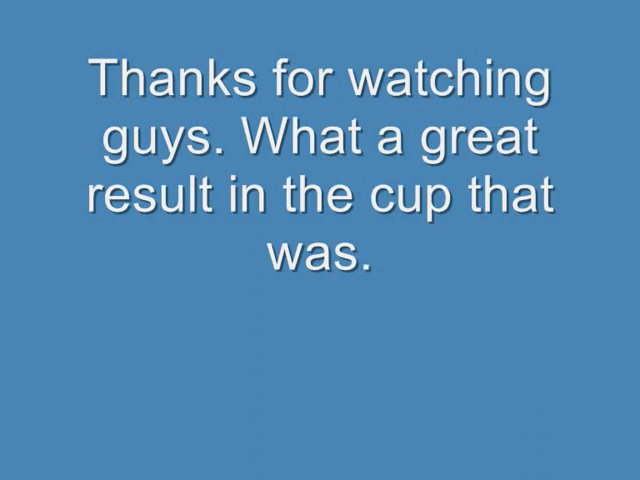 Thanks for watching
guys. What a great
result in the cup that
was.